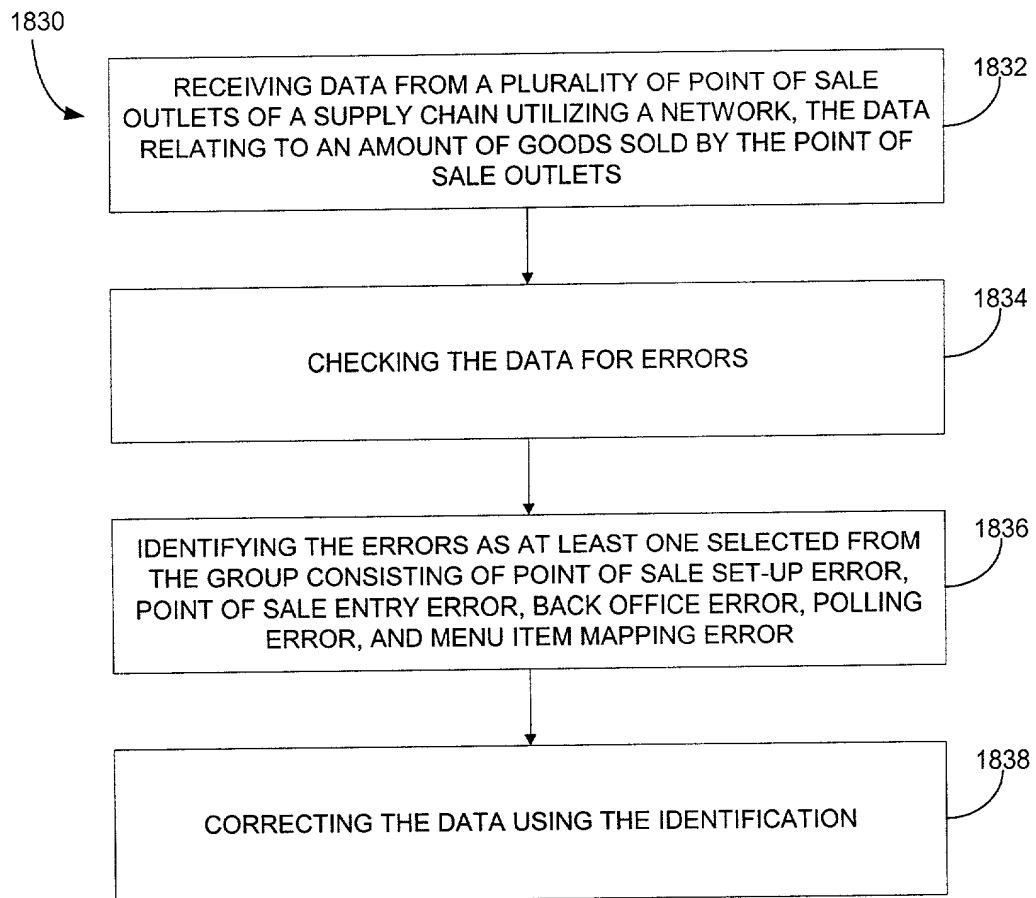 1830
1832
RECEIVING DATA FROM A PLURALITY OF POINT OF SALE
OUTLETS OF A SUPPLY CHAIN UTILIZING A NETWORK, THE DATA
RELATING TO AN AMOUNT OF GOODS SOLD BY THE POINT OF
SALE OUTLETS
1834
CHECKING THE DATA FOR ERRORS
1836
IDENTIFYING THE ERRORS AS AT LEAST ONE SELECTED FROM
THE GROUP CONSISTING OF POINT OF SALE SET-UP ERROR,
POINT OF SALE ENTRY ERROR, BACK OFFICE ERROR, POLLING
ERROR, AND MENU ITEM MAPPING ERROR
1838
CORRECTING THE DATA USING THE IDENTIFICATION